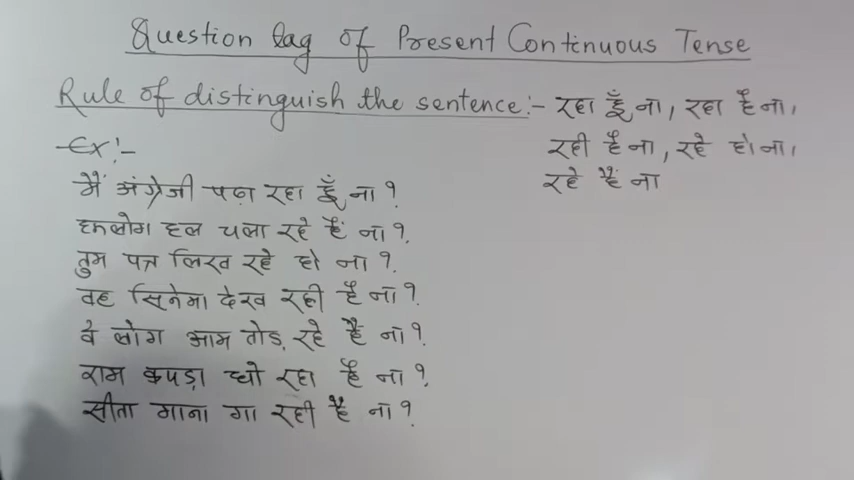 Question tag of Present Continuous Tense
Rule of distinguish the sentence:- रहा हूँ ना, रहा है ना,
रही है ना, रहे हो ना,
रहे हैं ना
Ex:-
मैं अंग्रेजी पढ़ा रहा हूँ ना ?
हमलोग हल चला रहे हैं ना ?
तुम पत्र लिख रहे हो ना ?
वह सिनेमा देख रही है ना ?
वे लोग आम तोड़ रहे हैं ना ?
राम कपड़ा धो रहा है ना ?
सीता गाना गा रही है ना ?